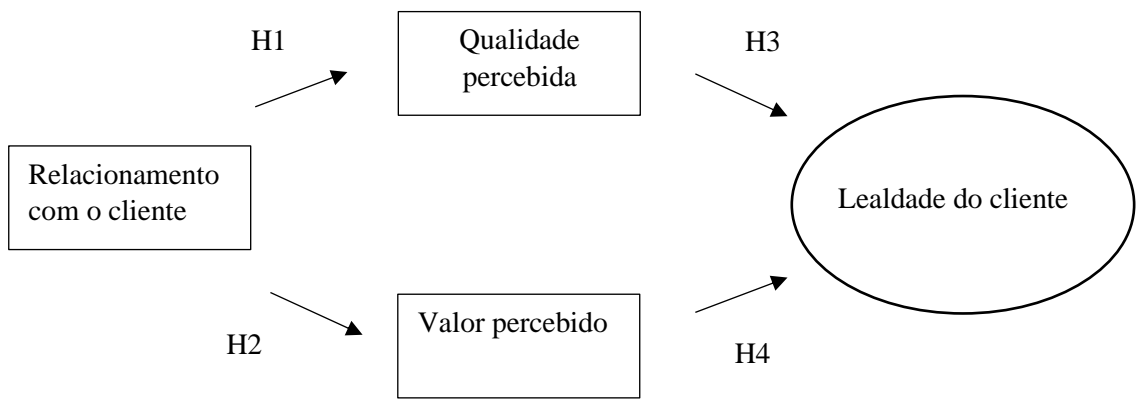 H1
Qualidade
percebida
H3
Relacionamento
com o cliente
Lealdade do cliente
Valor percebido
H2
H4